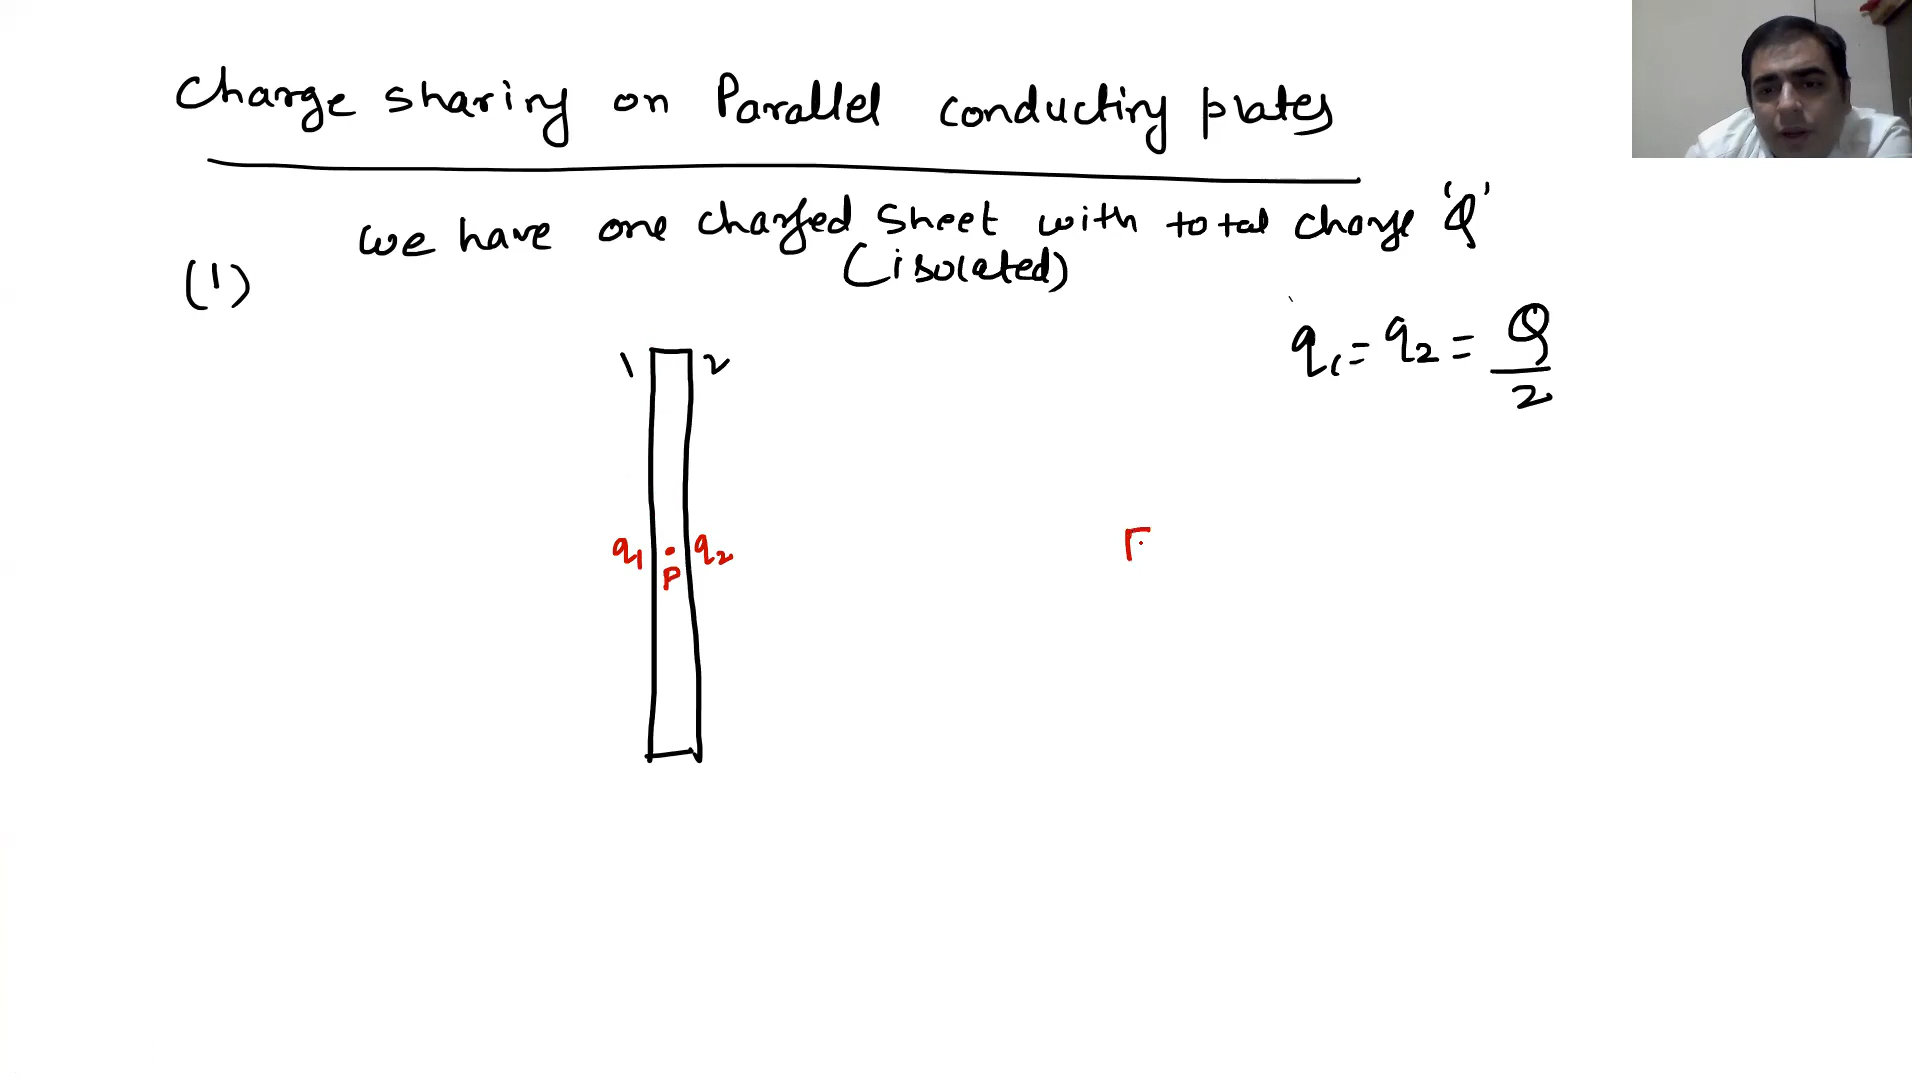 Charge sharing on Parallel conducting plates
we have one charged sheet with total charge 'Q'
(isolated)
(1)
q₁ = q₂ = Q/2
1 2
q₁ • q₂
P